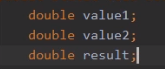 double value1;
double value2;
double result;